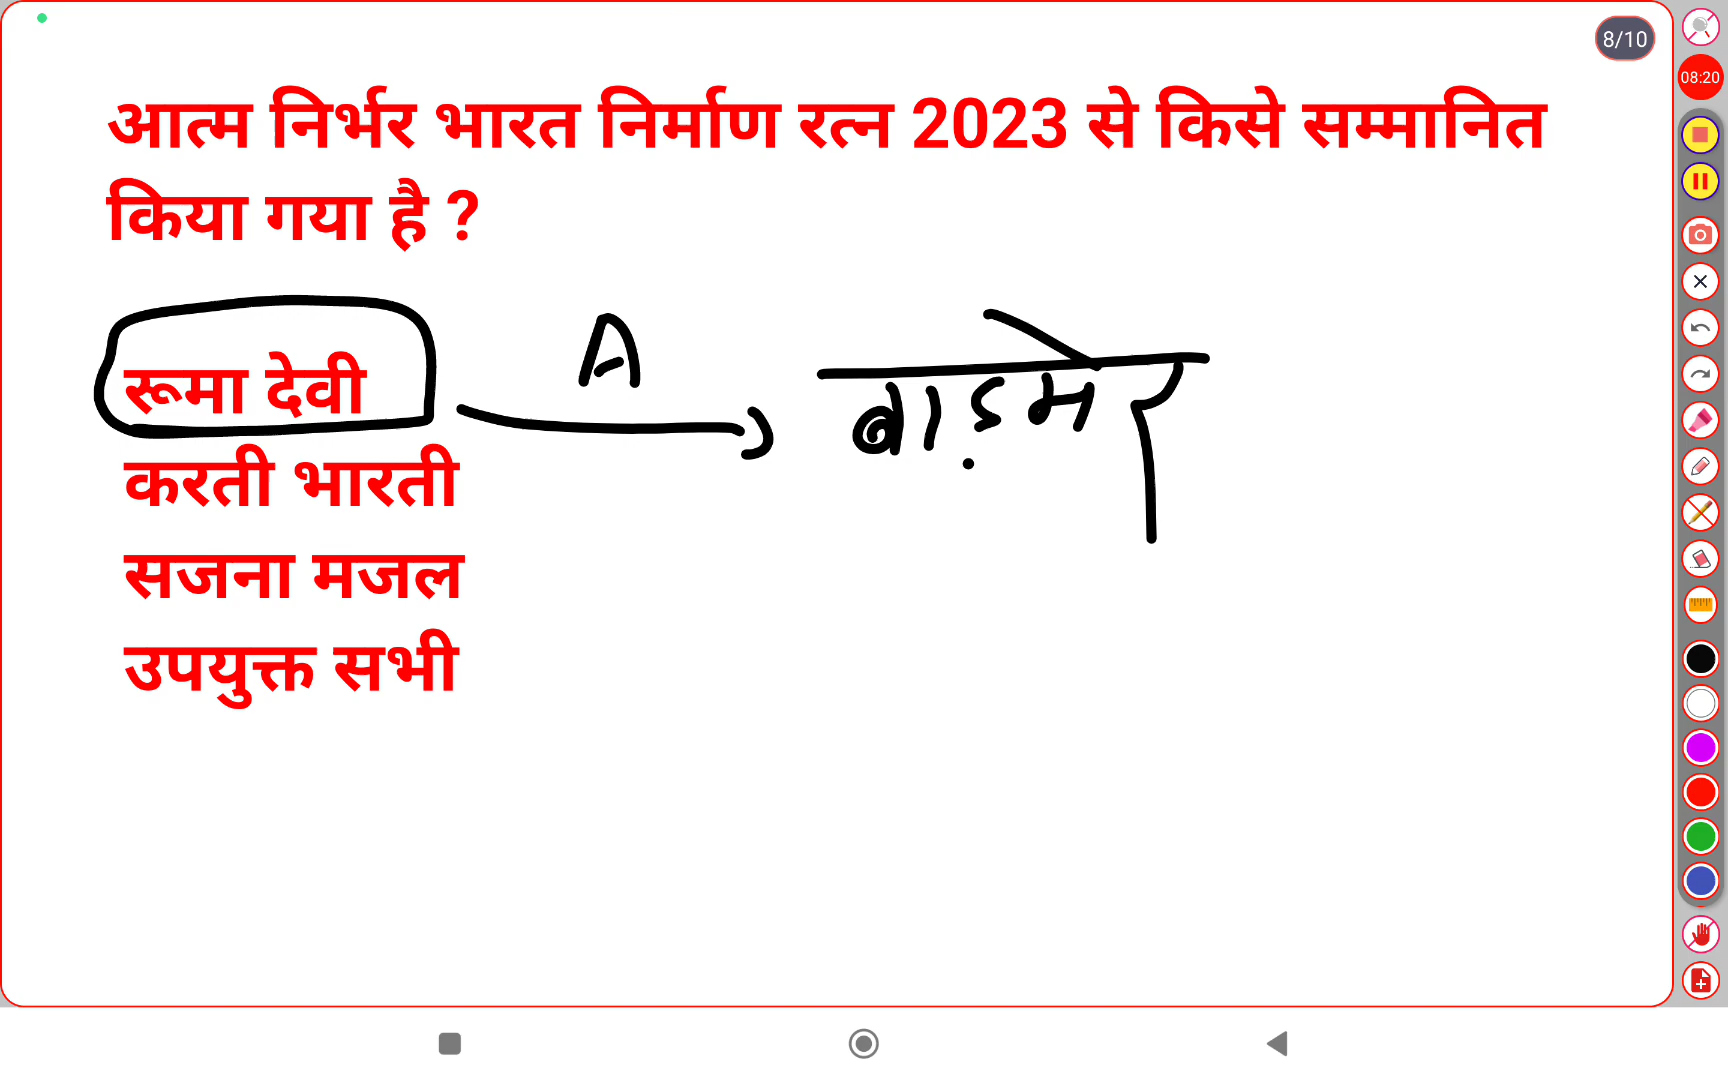 8/10
08:20
आत्म निर्भर भारत निर्माण रत्न 2023 से किसे सम्मानित
किया गया है ?
रूमा देवी
A
बाड़मेर
करती भारती
सजना मजल
उपयुक्त सभी